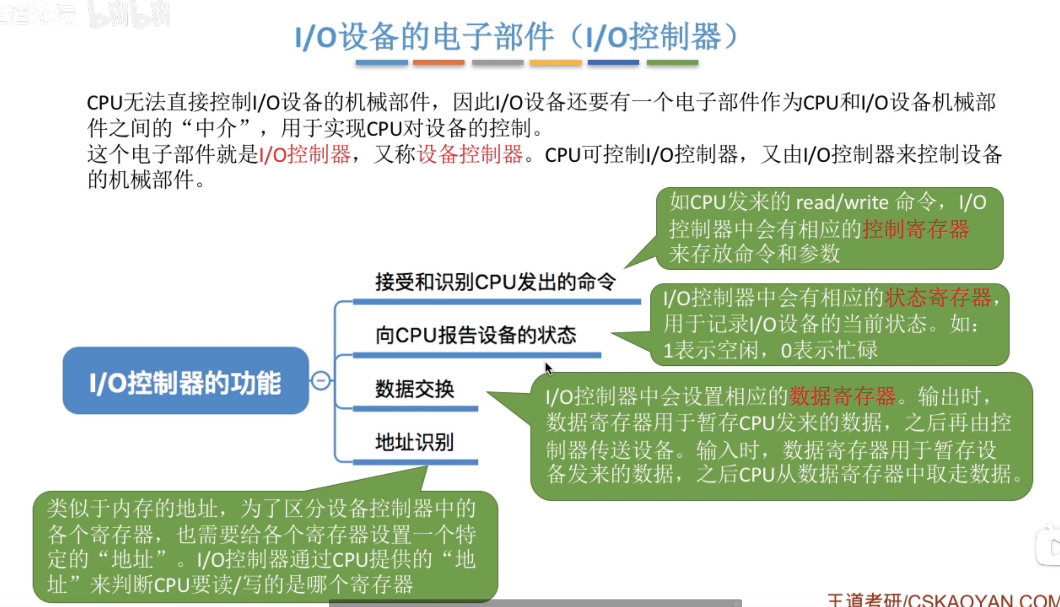 王道论坛 bilibili
I/O设备的电子部件（I/O控制器）
CPU无法直接控制I/O设备的机械部件，因此I/O设备还要有一个电子部件作为CPU和I/O设备机械部
件之间的“中介”，用于实现CPU对设备的控制。
这个电子部件就是I/O控制器，又称设备控制器。CPU可控制I/O控制器，又由I/O控制器来控制设备
的机械部件。
如CPU发来的 read/write 命令，I/O
控制器中会有相应的控制寄存器
来存放命令和参数
接受和识别CPU发出的命令
I/O控制器中会有相应的状态寄存器，
用于记录I/O设备的当前状态。如：
1表示空闲，0表示忙碌
向CPU报告设备的状态
I/O控制器的功能
数据交换
I/O控制器中会设置相应的数据寄存器。输出时，
数据寄存器用于暂存CPU发来的数据，之后再由控
制器传送设备。输入时，数据寄存器用于暂存设
备发来的数据，之后CPU从数据寄存器中取走数据。
地址识别
类似于内存的地址，为了区分设备控制器中的
各个寄存器，也需要给各个寄存器设置一个特
定的“地址”。I/O控制器通过CPU提供的“地
址”来判断CPU要读/写的是哪个寄存器
王道考研/CSKAOYAN.COM